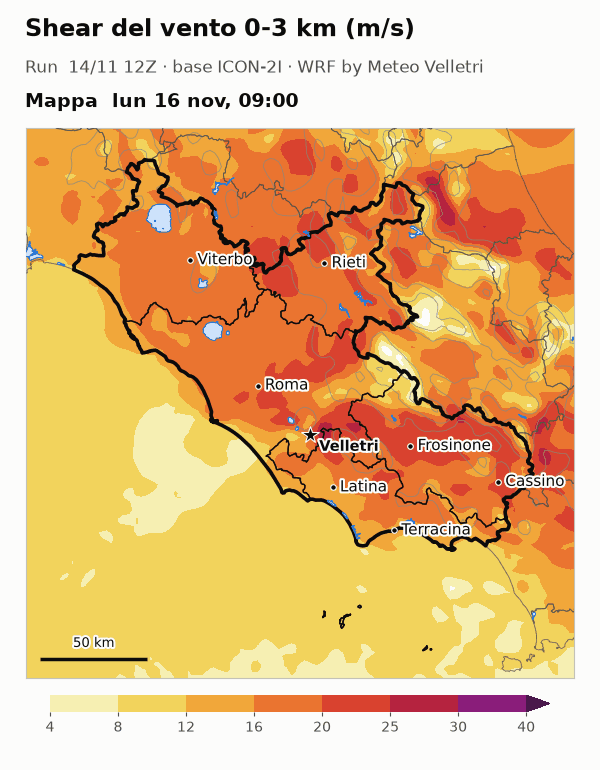 Shear del vento 0-3 km (m/s)
Run  14/11 12Z · base ICON-2I · WRF by Meteo Velletri
Mappa  lun 16 nov, 09:00
Viterbo
Rieti
Roma
Velletri
Frosinone
Latina
Cassino
Terracina
50 km
4 8 12 16 20 25 30 40